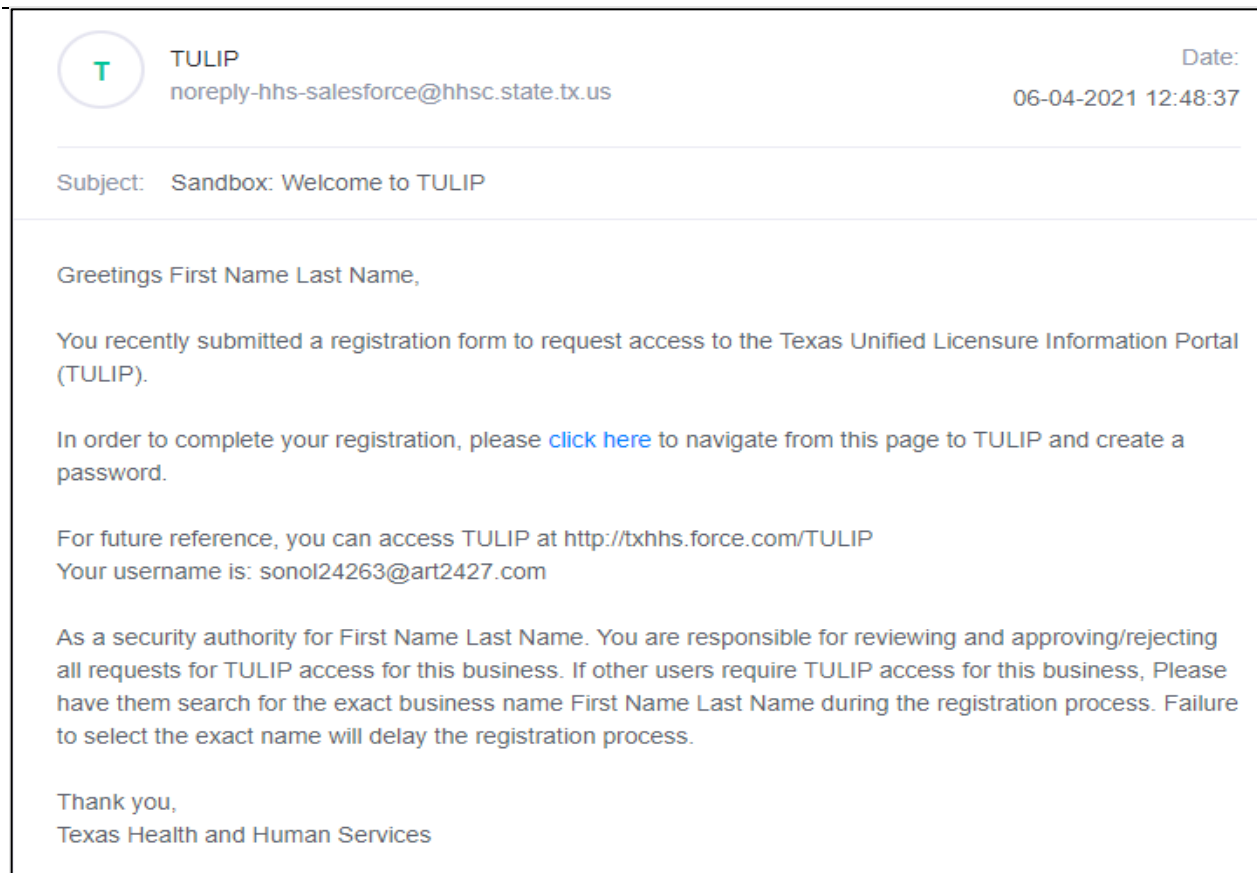 T
TULIP
noreply-hhs-salesforce@hhsc.state.tx.us
Date:
06-04-2021 12:48:37
Subject: Sandbox: Welcome to TULIP
Greetings First Name Last Name,
You recently submitted a registration form to request access to the Texas Unified Licensure Information Portal
(TULIP).
In order to complete your registration, please click here to navigate from this page to TULIP and create a
password.
For future reference, you can access TULIP at http://txhhs.force.com/TULIP
Your username is: sonol24263@art2427.com
As a security authority for First Name Last Name. You are responsible for reviewing and approving/rejecting
all requests for TULIP access for this business. If other users require TULIP access for this business, Please
have them search for the exact business name First Name Last Name during the registration process. Failure
to select the exact name will delay the registration process.
Thank you,
Texas Health and Human Services